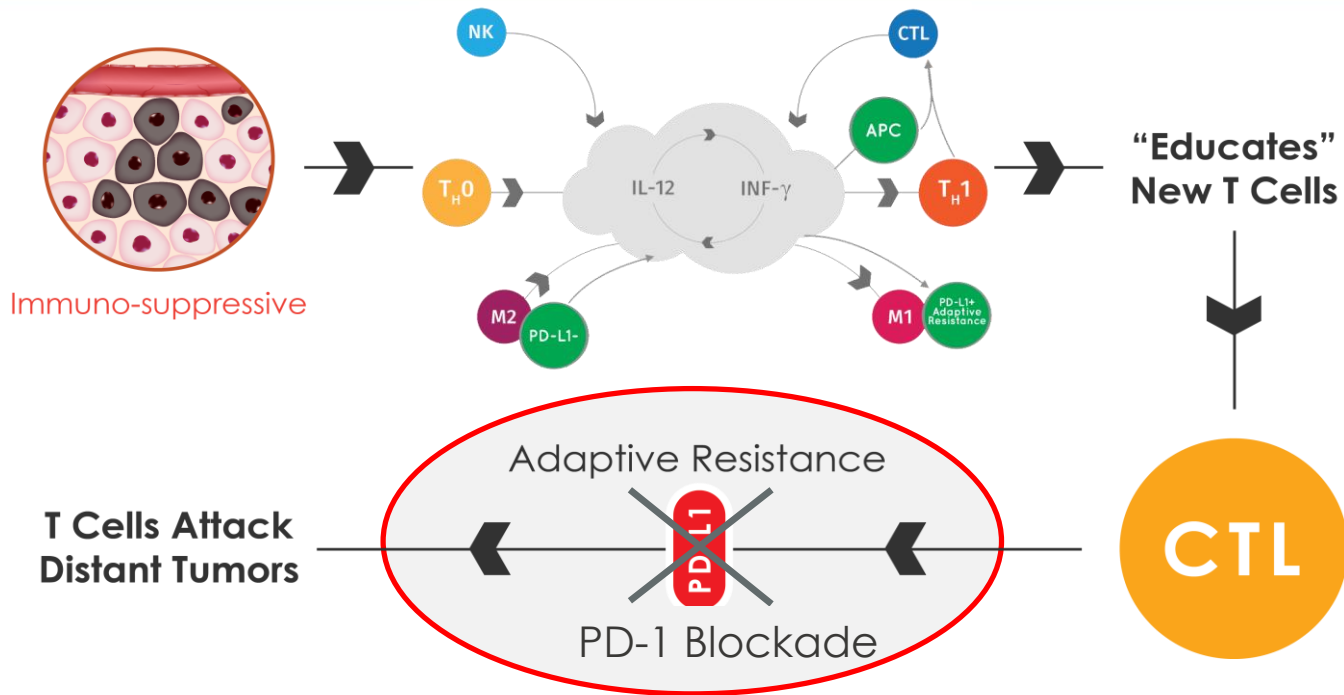 NK
CTL
APC
IL-12
INF-γ
TH0
TH1
M2
PD-L1-
M1
PD-L1+
Adaptive
Resistance
Immuno-suppressive
“Educates”
New T Cells
CTL
Adaptive Resistance
PD-L1
PD-1 Blockade
T Cells Attack
Distant Tumors